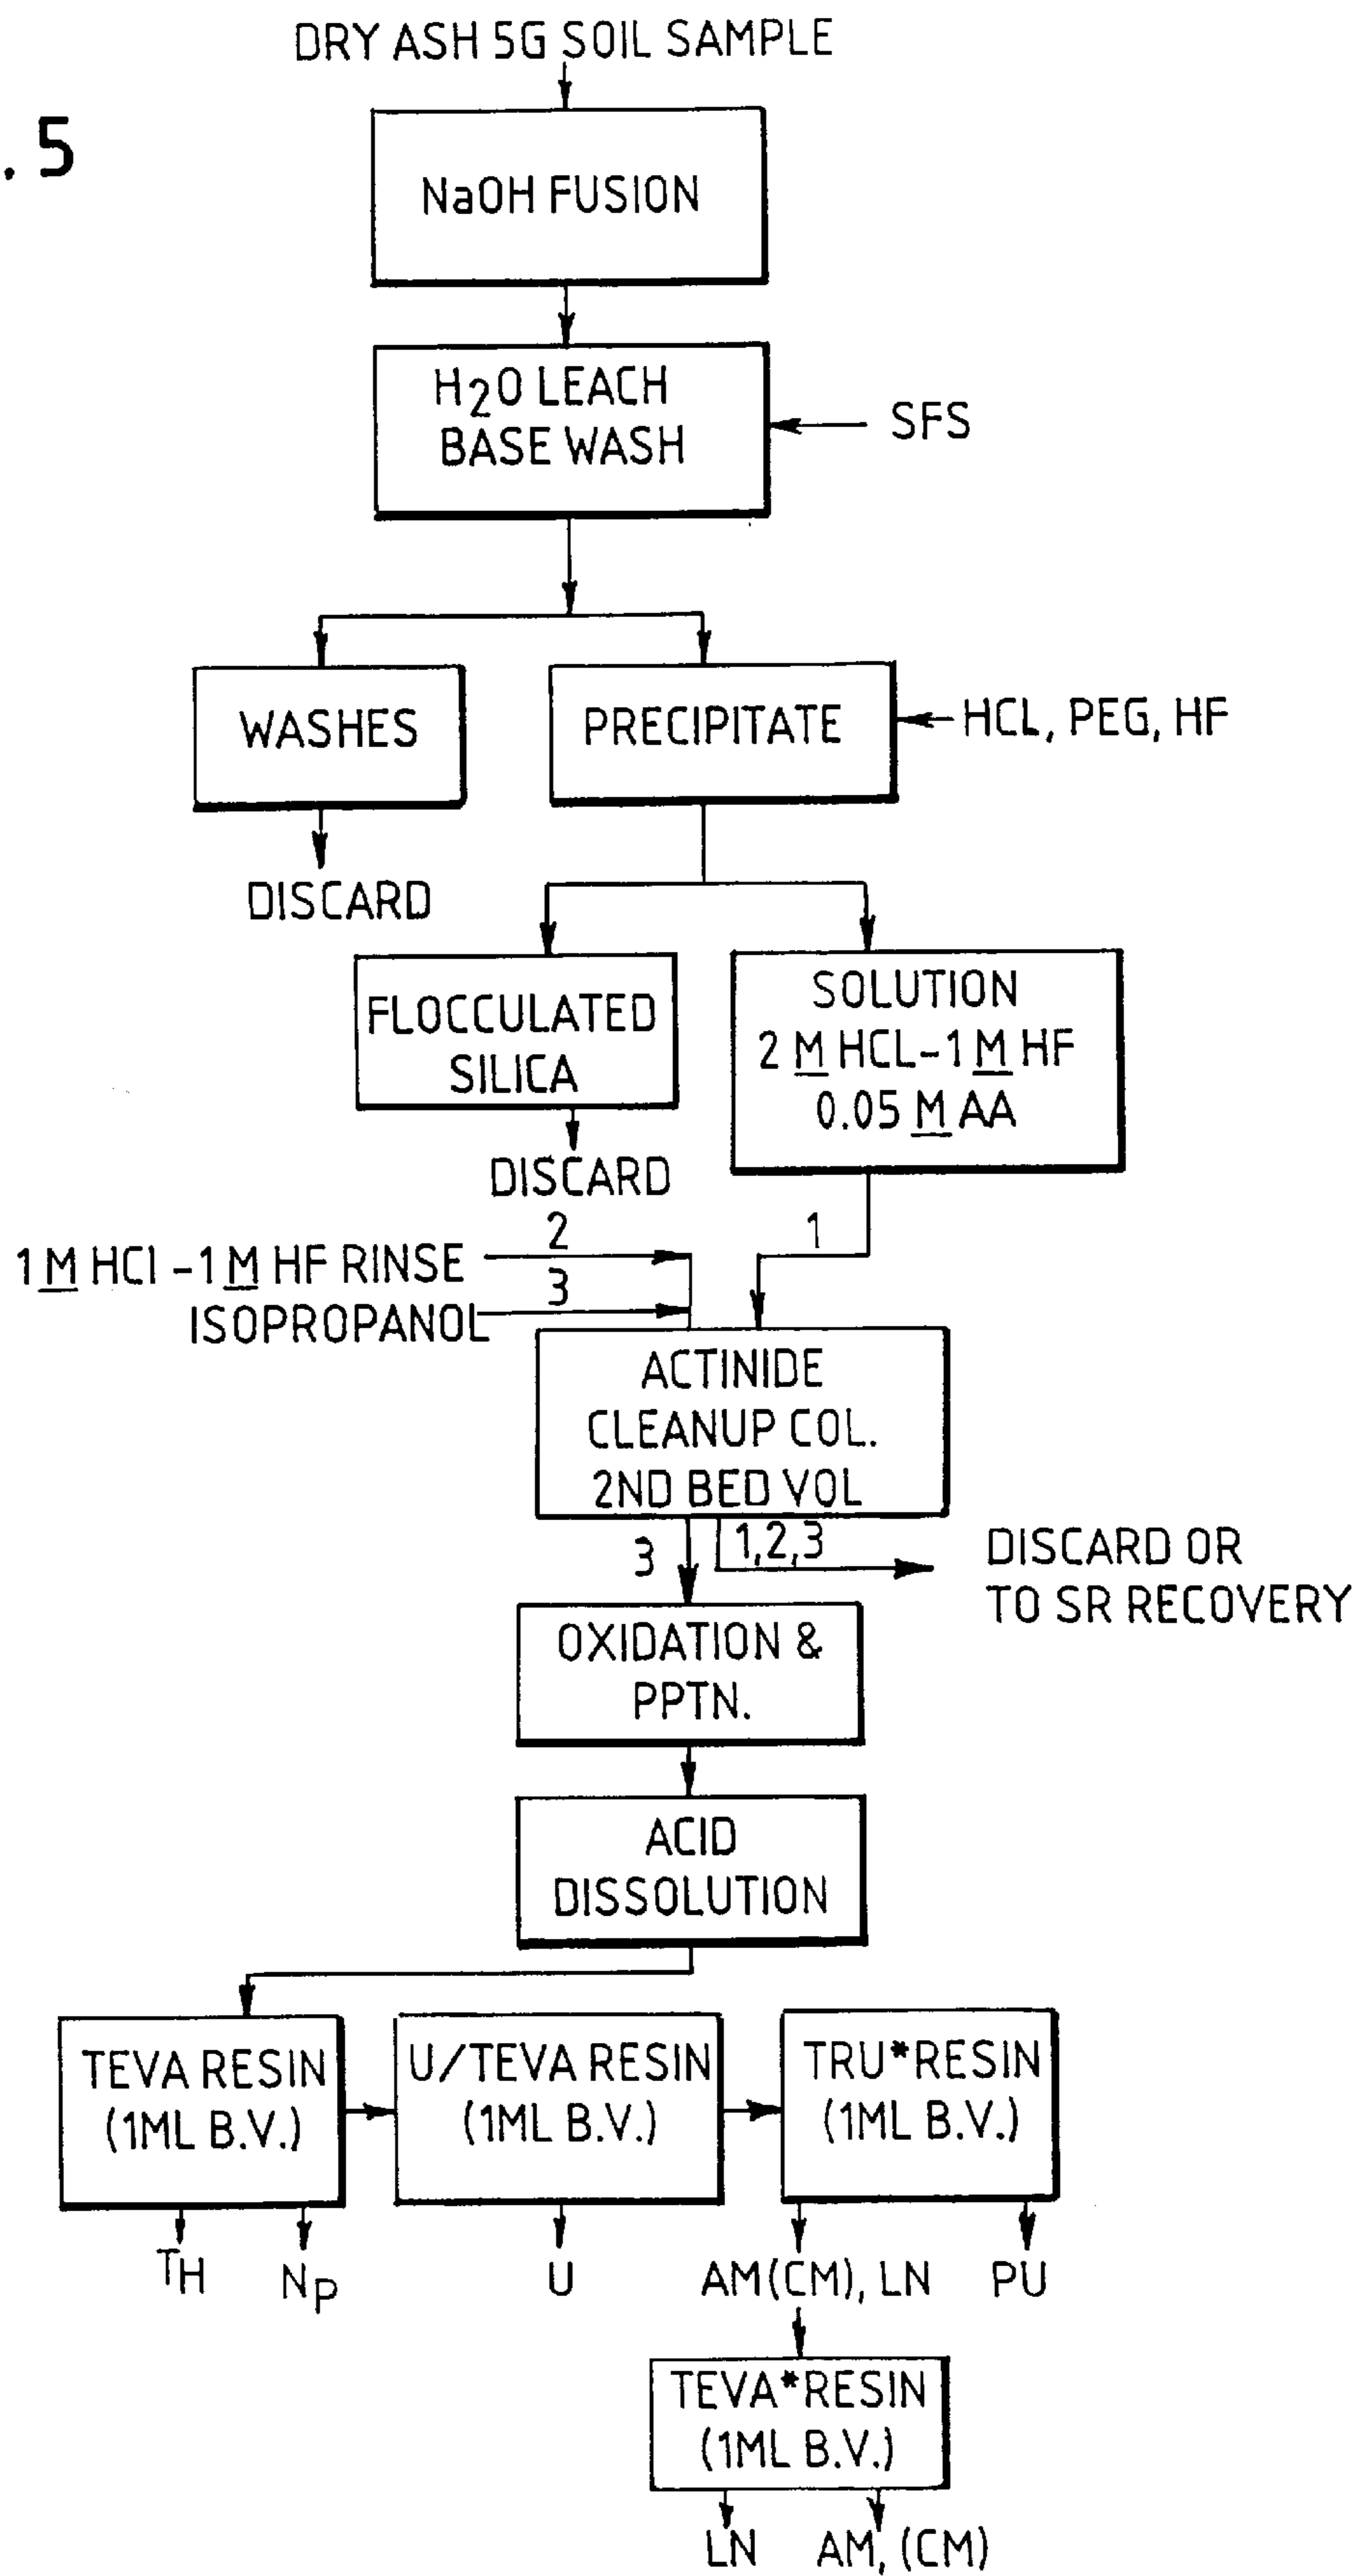 DRY ASH 5G SOIL SAMPLE
. 5
NaOH FUSION
H2O LEACH
BASE WASH
SFS
WASHES
PRECIPITATE
HCL, PEG, HF
DISCARD
FLOCCULATED
SILICA
SOLUTION
2 M HCL-1 M HF
0.05 M AA
DISCARD
2
1
1 M HCl -1 M HF RINSE
3
ISOPROPANOL
ACTINIDE
CLEANUP COL.
2ND BED VOL
3
1,2,3
DISCARD OR
TO SR RECOVERY
OXIDATION &
PPTN.
ACID
DISSOLUTION
TEVA RESIN
(1ML B.V.)
U/TEVA RESIN
(1ML B.V.)
TRU*RESIN
(1ML B.V.)
TH
NP
U
AM(CM), LN
PU
TEVA*RESIN
(1ML B.V.)
LN
AM, (CM)